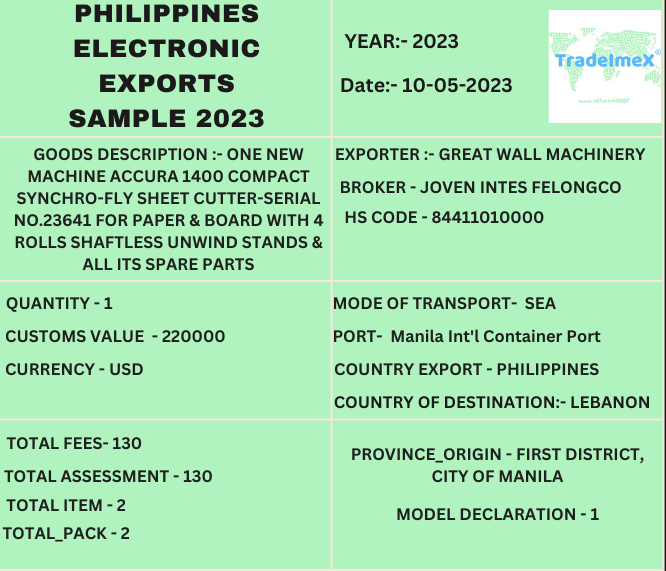 PHILIPPINES
ELECTRONIC
EXPORTS
SAMPLE 2023
YEAR:- 2023
Date:- 10-05-2023
TradeImeX®
GOODS DESCRIPTION :- ONE NEW
MACHINE ACCURA 1400 COMPACT
SYNCHRO-FLY SHEET CUTTER-SERIAL
NO.23641 FOR PAPER & BOARD WITH 4
ROLLS SHAFTLESS UNWIND STANDS &
ALL ITS SPARE PARTS
EXPORTER :- GREAT WALL MACHINERY
BROKER - JOVEN INTES FELONGCO
HS CODE - 84411010000
QUANTITY - 1
CUSTOMS VALUE - 220000
CURRENCY - USD
MODE OF TRANSPORT- SEA
PORT- Manila Int'l Container Port
COUNTRY EXPORT - PHILIPPINES
COUNTRY OF DESTINATION:- LEBANON
TOTAL FEES- 130
TOTAL ASSESSMENT - 130
TOTAL ITEM - 2
TOTAL_PACK - 2
PROVINCE_ORIGIN - FIRST DISTRICT,
CITY OF MANILA
MODEL DECLARATION - 1